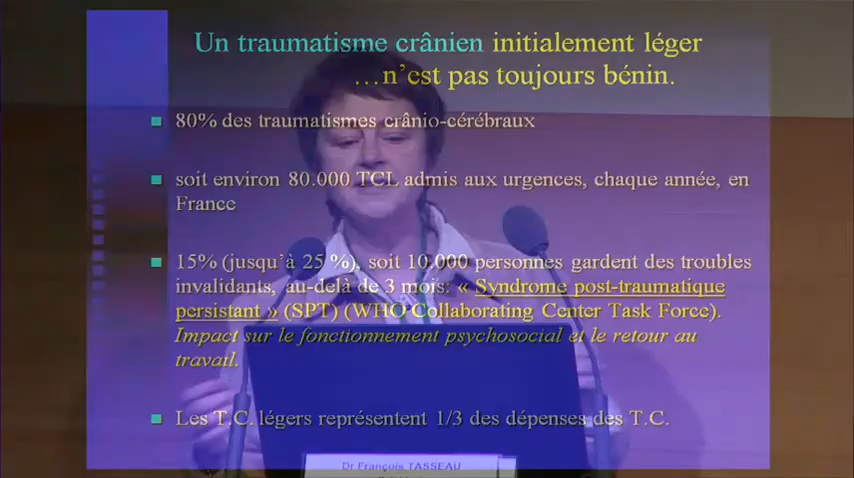 Un traumatisme crânien initialement léger
…n'est pas toujours bénin.
80% des traumatismes crânio-cérébraux
soit environ 80.000 TCL admis aux urgences, chaque année, en
France
15% (jusqu'à 25 %), soit 10.000 personnes gardent des troubles
invalidants, au-delà de 3 mois: « Syndrome post-traumatique
persistant » (SPT) (WHO Collaborating Center Task Force).
Impact sur le fonctionnement psychosocial et le retour au
travail.
Les T.C. légers représentent 1/3 des dépenses des T.C.
Dr François TASSEAU